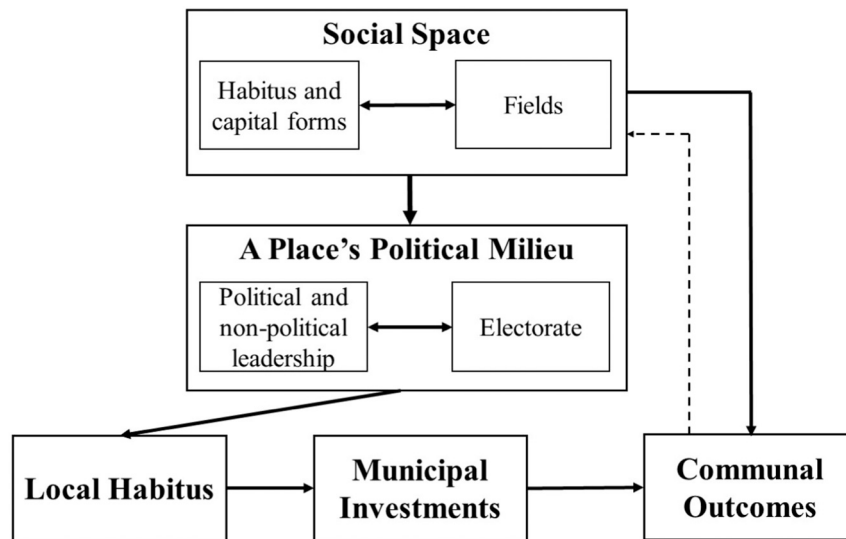 Social Space
Habitus and
capital forms
Fields
A Place's Political Milieu
Political and
non-political
leadership
Electorate
Local Habitus
Municipal
Investments
Communal
Outcomes